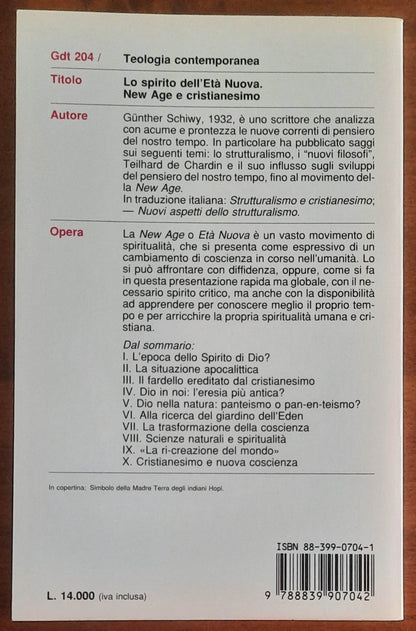 Gdt 204 / Teologia contemporanea
Titolo Lo spirito dell'Età Nuova.
New Age e cristianesimo
Autore Günther Schiwy, 1932, è uno scrittore che analizza
con acume e prontezza le nuove correnti di pensiero
del nostro tempo. In particolare ha pubblicato saggi
sui seguenti temi: lo strutturalismo, i “nuovi filosofi”,
Teilhard de Chardin e il suo influsso sugli sviluppi
del pensiero del nostro tempo, fino al movimento del-
la New Age.
In traduzione italiana: Strutturalismo e cristianesimo;
— Nuovi aspetti dello strutturalismo.
Opera La New Age o Età Nuova è un vasto movimento di
spiritualità, che si presenta come espressivo di un
cambiamento di coscienza in corso nell'umanità. Lo
si può affrontare con diffidenza, oppure, come si fa
in questa presentazione rapida ma globale, con il ne-
cessario spirito critico, ma anche con la disponibilità
ad apprendere per conoscere meglio il proprio tem-
po e per arricchire la propria spiritualità umana e cri-
stiana.
Dal sommario:
I. L'epoca dello Spirito di Dio?
II. La situazione apocalittica
III. Il fardello ereditato dal cristianesimo
IV. Dio in noi: l'eresia più antica?
V. Dio nella natura: panteismo o pan-en-teismo?
VI. Alla ricerca del giardino dell'Eden
VII. La trasformazione della coscienza
VIII. Scienze naturali e spiritualità
IX. «La ri-creazione del mondo»
X. Cristianesimo e nuova coscienza
In copertina: Simbolo della Madre Terra degli indiani Hopi.
ISBN 88-399-0704-1
L. 14.000 (iva inclusa)
9 788839 907042